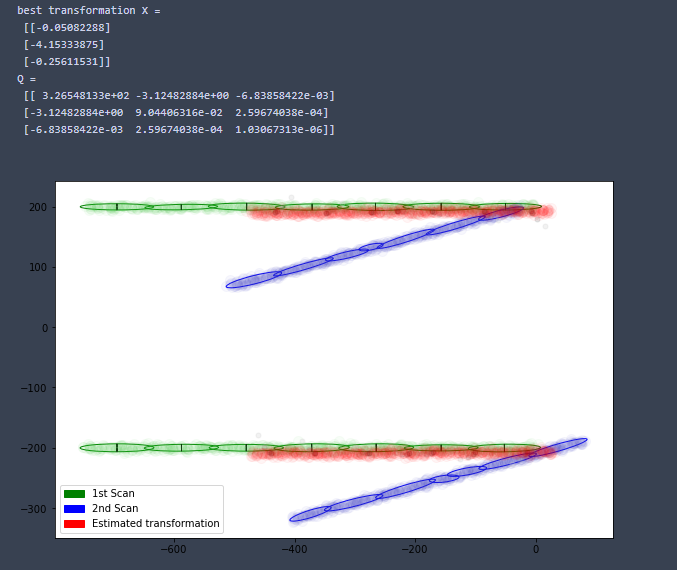 best transformation X =
[[-0.05082288]
[-4.15333875]
[-0.25611531]]
Q =
[[ 3.26548133e+02 -3.12482884e+00 -6.83858422e-03]
[-3.12482884e+00  9.04406316e-02  2.59674038e-04]
[-6.83858422e-03  2.59674038e-04  1.03067313e-06]]
200
100
0
−100
−200
−300
1st Scan
2nd Scan
Estimated transformation
−600
−400
−200
0